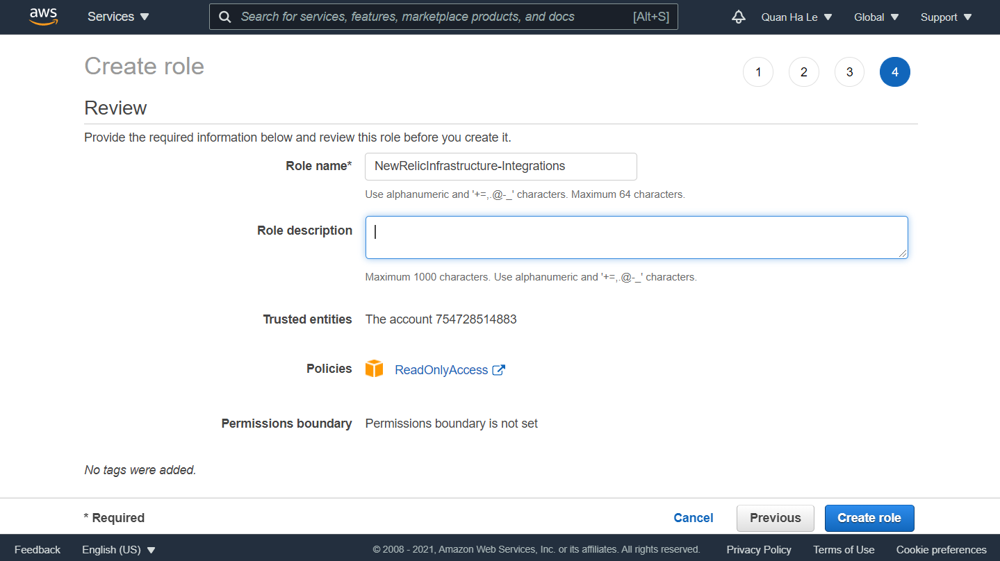 aws Services Search for services, features, marketplace products, and docs [Alt+S] Quan Ha Le Global Support
Create role 1 2 3 4
Review
Provide the required information below and review this role before you create it.
Role name* NewRelicInfrastructure-Integrations
Use alphanumeric and '+=,.@-_' characters. Maximum 64 characters.
Role description
Maximum 1000 characters. Use alphanumeric and '+=,.@-_' characters.
Trusted entities The account 754728514883
Policies ReadOnlyAccess
Permissions boundary Permissions boundary is not set
No tags were added.
* Required Cancel Previous Create role
Feedback English (US) © 2008 - 2021, Amazon Web Services, Inc. or its affiliates. All rights reserved. Privacy Policy Terms of Use Cookie preferences